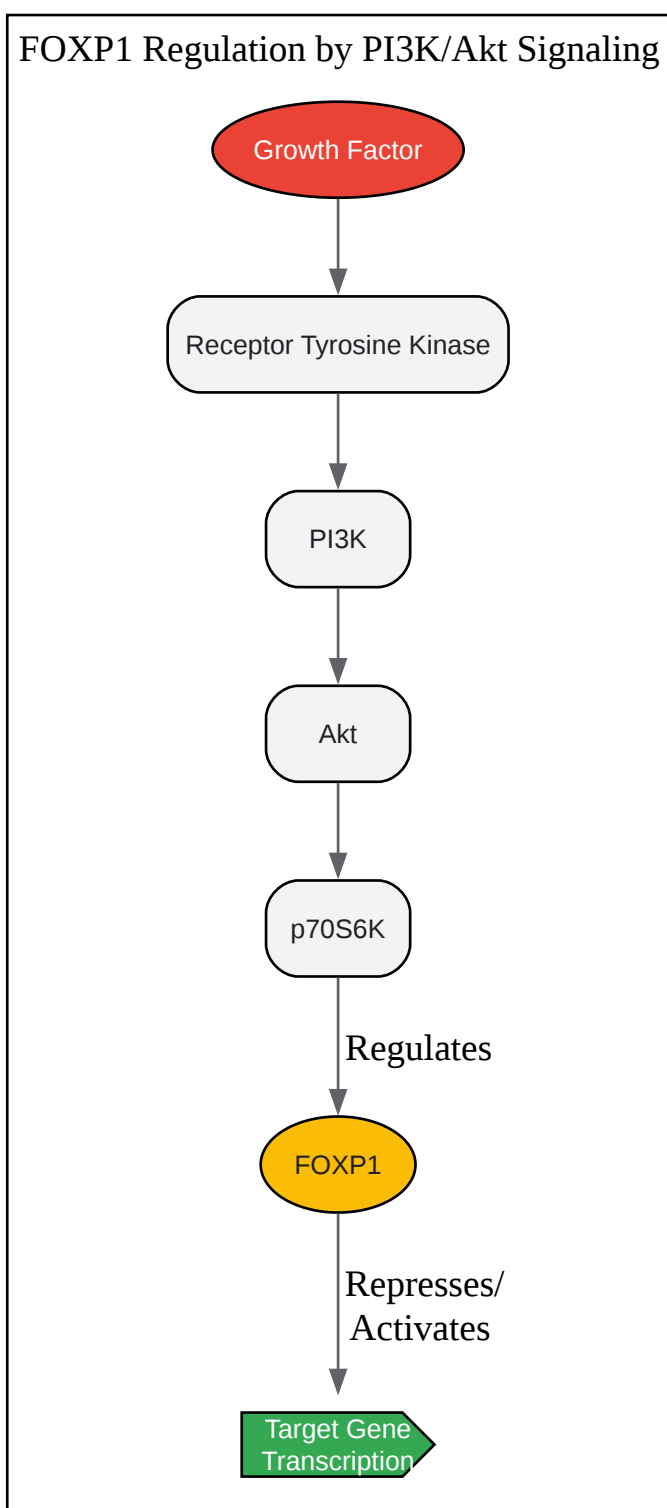 FOXP1 Regulation by PI3K/Akt Signaling
Growth Factor
Receptor Tyrosine Kinase
PI3K
Akt
p70S6K
Regulates
FOXP1
Represses/
Activates
Target Gene
Transcription